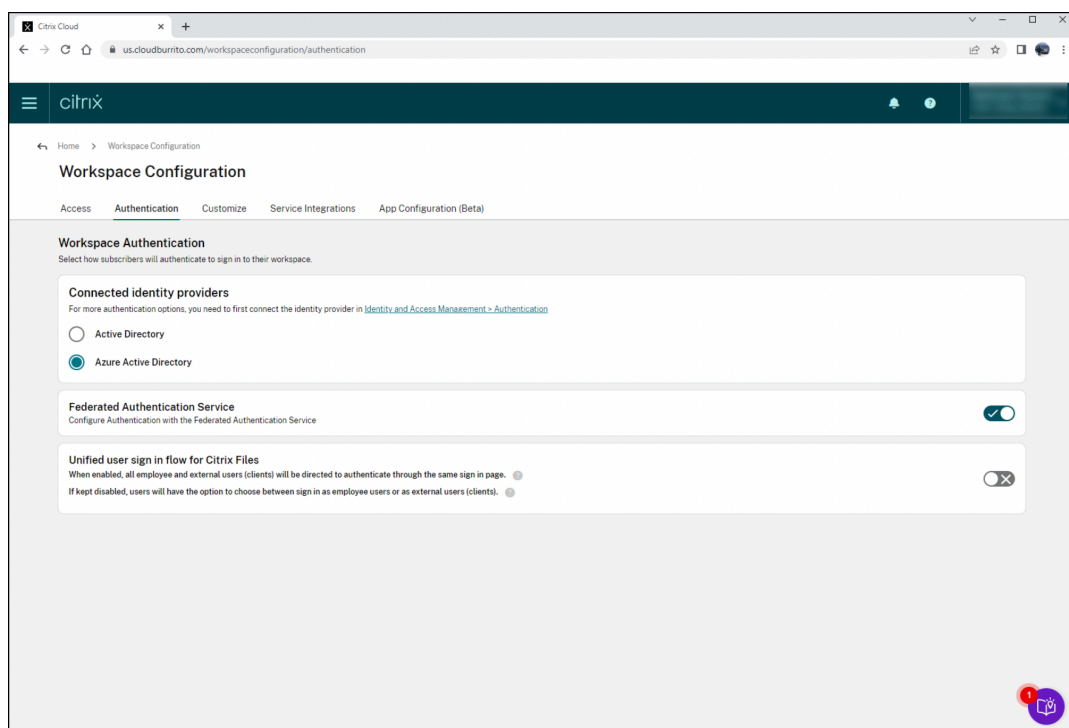 Citrix Cloud
us.cloudburrito.com/workspaceconfiguration/authentication
citrix
Home > Workspace Configuration
Workspace Configuration
Access Authentication Customize Service Integrations App Configuration (Beta)
Workspace Authentication
Select how subscribers will authenticate to sign in to their workspace.
Connected identity providers
For more authentication options, you need to first connect the identity provider in Identity and Access Management > Authentication
Active Directory
Azure Active Directory
Federated Authentication Service
Configure Authentication with the Federated Authentication Service
Unified user sign in flow for Citrix Files
When enabled, all employee and external users (clients) will be directed to authenticate through the same sign in page. ?
If kept disabled, users will have the option to choose between sign in as employee users or as external users (clients). ?
1